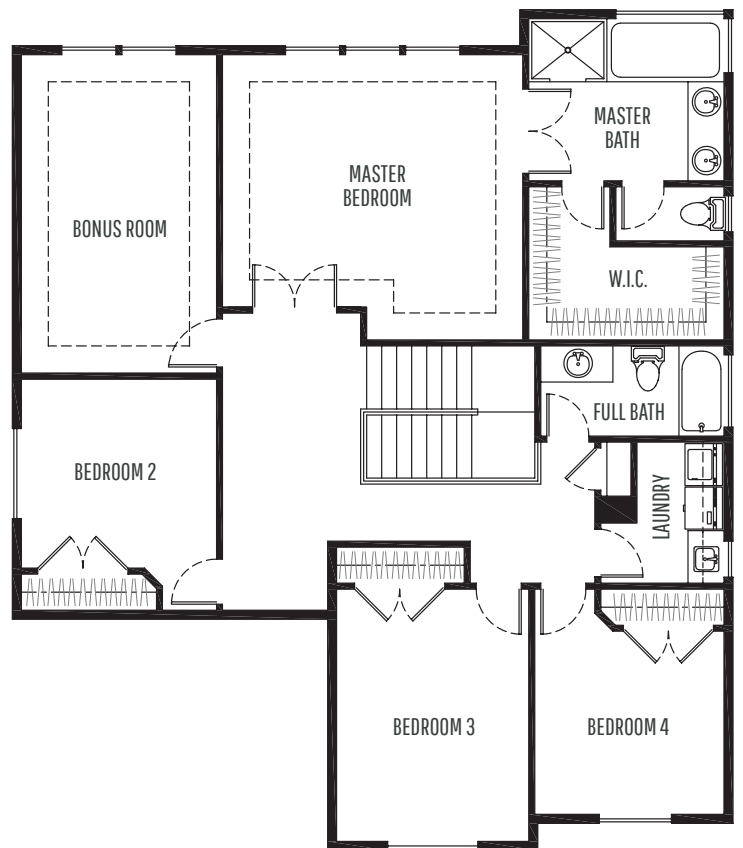 MASTER
BATH
MASTER
BEDROOM
BONUS ROOM
W.I.C.
FULL BATH
BEDROOM 2
LAUNDRY
BEDROOM 3
BEDROOM 4